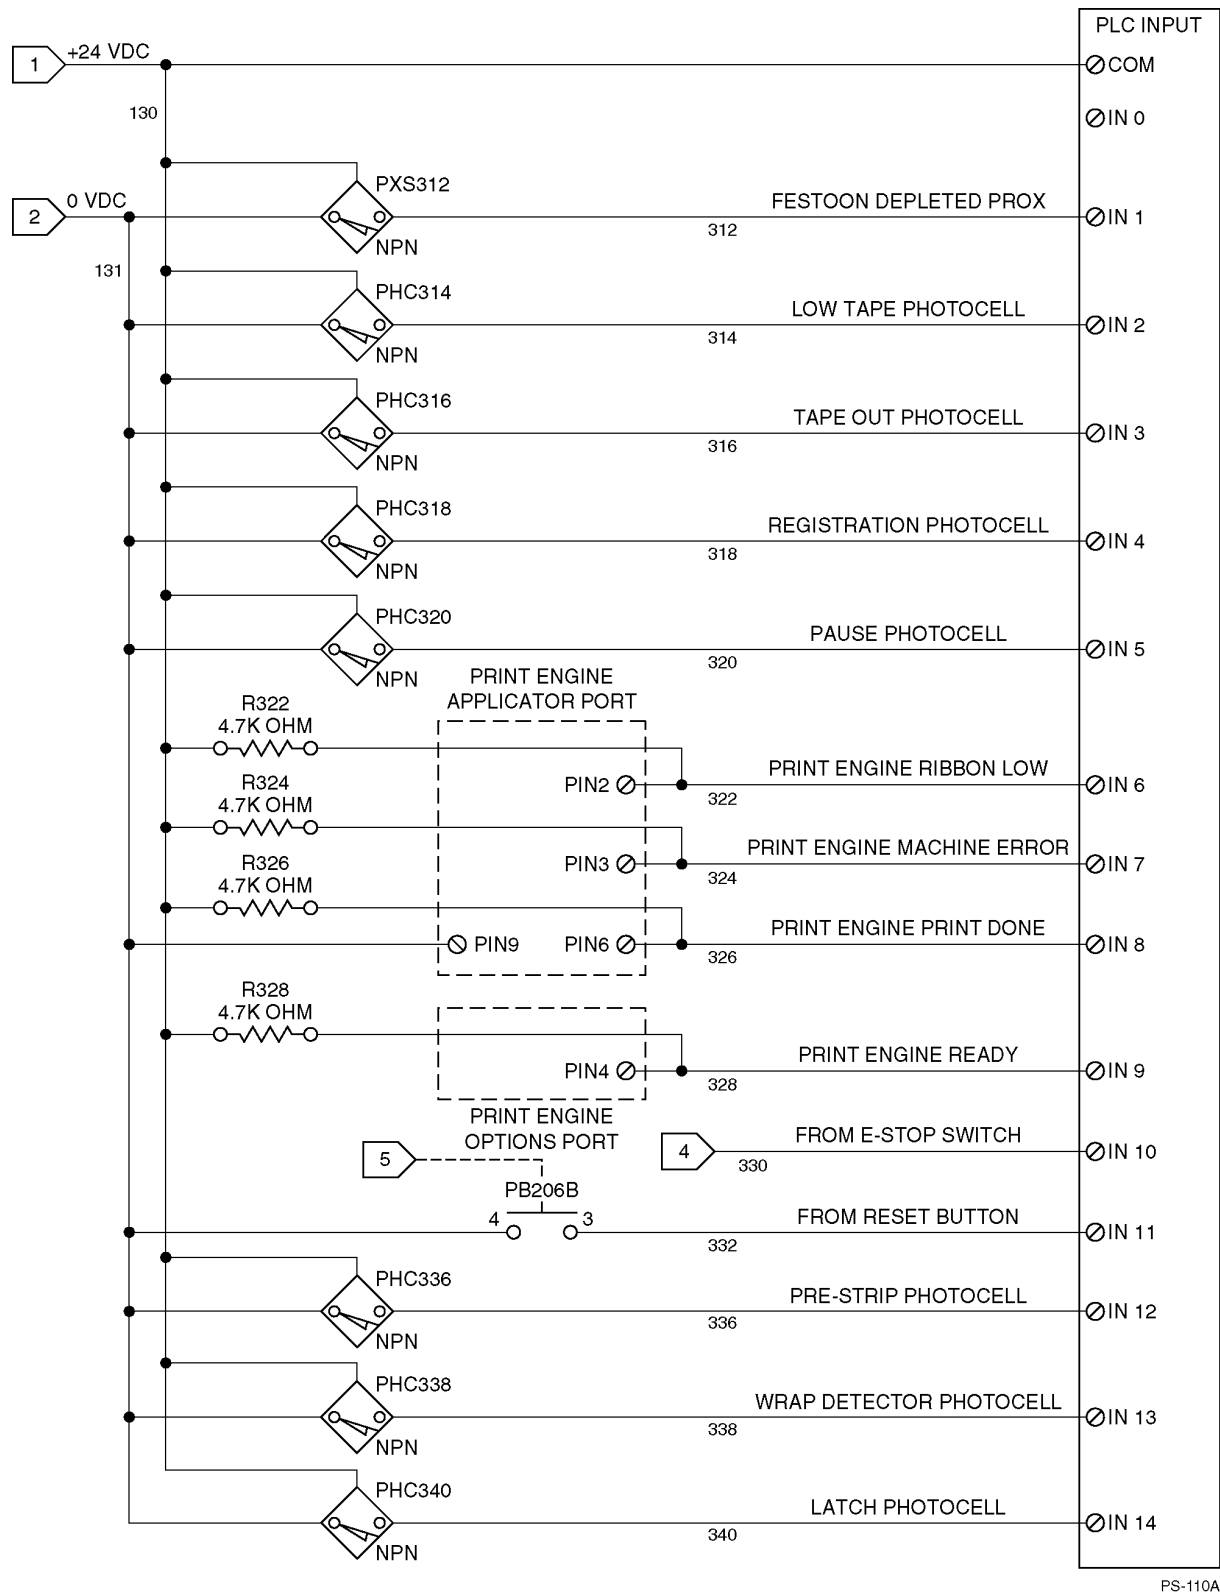 PLC INPUT
1
+24 VDC
COM
130
IN 0
PXS312
2
0 VDC
FESTOON DEPLETED PROX
IN 1
312
NPN
131
PHC314
LOW TAPE PHOTOCELL
IN 2
314
NPN
PHC316
TAPE OUT PHOTOCELL
IN 3
316
NPN
PHC318
REGISTRATION PHOTOCELL
IN 4
318
NPN
PHC320
PAUSE PHOTOCELL
IN 5
320
NPN
PRINT ENGINE
APPLICATOR PORT
R322
4.7K OHM
PIN2
PRINT ENGINE RIBBON LOW
IN 6
322
R324
4.7K OHM
PIN3
PRINT ENGINE MACHINE ERROR
IN 7
324
R326
4.7K OHM
PIN9
PIN6
PRINT ENGINE PRINT DONE
IN 8
326
R328
4.7K OHM
PIN4
PRINT ENGINE READY
IN 9
328
PRINT ENGINE
OPTIONS PORT
4
FROM E-STOP SWITCH
IN 10
330
5
PB206B
4
3
FROM RESET BUTTON
IN 11
332
PHC336
PRE-STRIP PHOTOCELL
IN 12
336
NPN
PHC338
WRAP DETECTOR PHOTOCELL
IN 13
338
NPN
PHC340
LATCH PHOTOCELL
IN 14
340
NPN
PS-110A